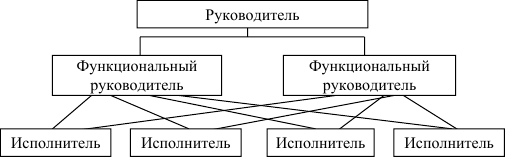 Руководитель
Функциональный
руководитель
Функциональный
руководитель
Исполнитель
Исполнитель
Исполнитель
Исполнитель